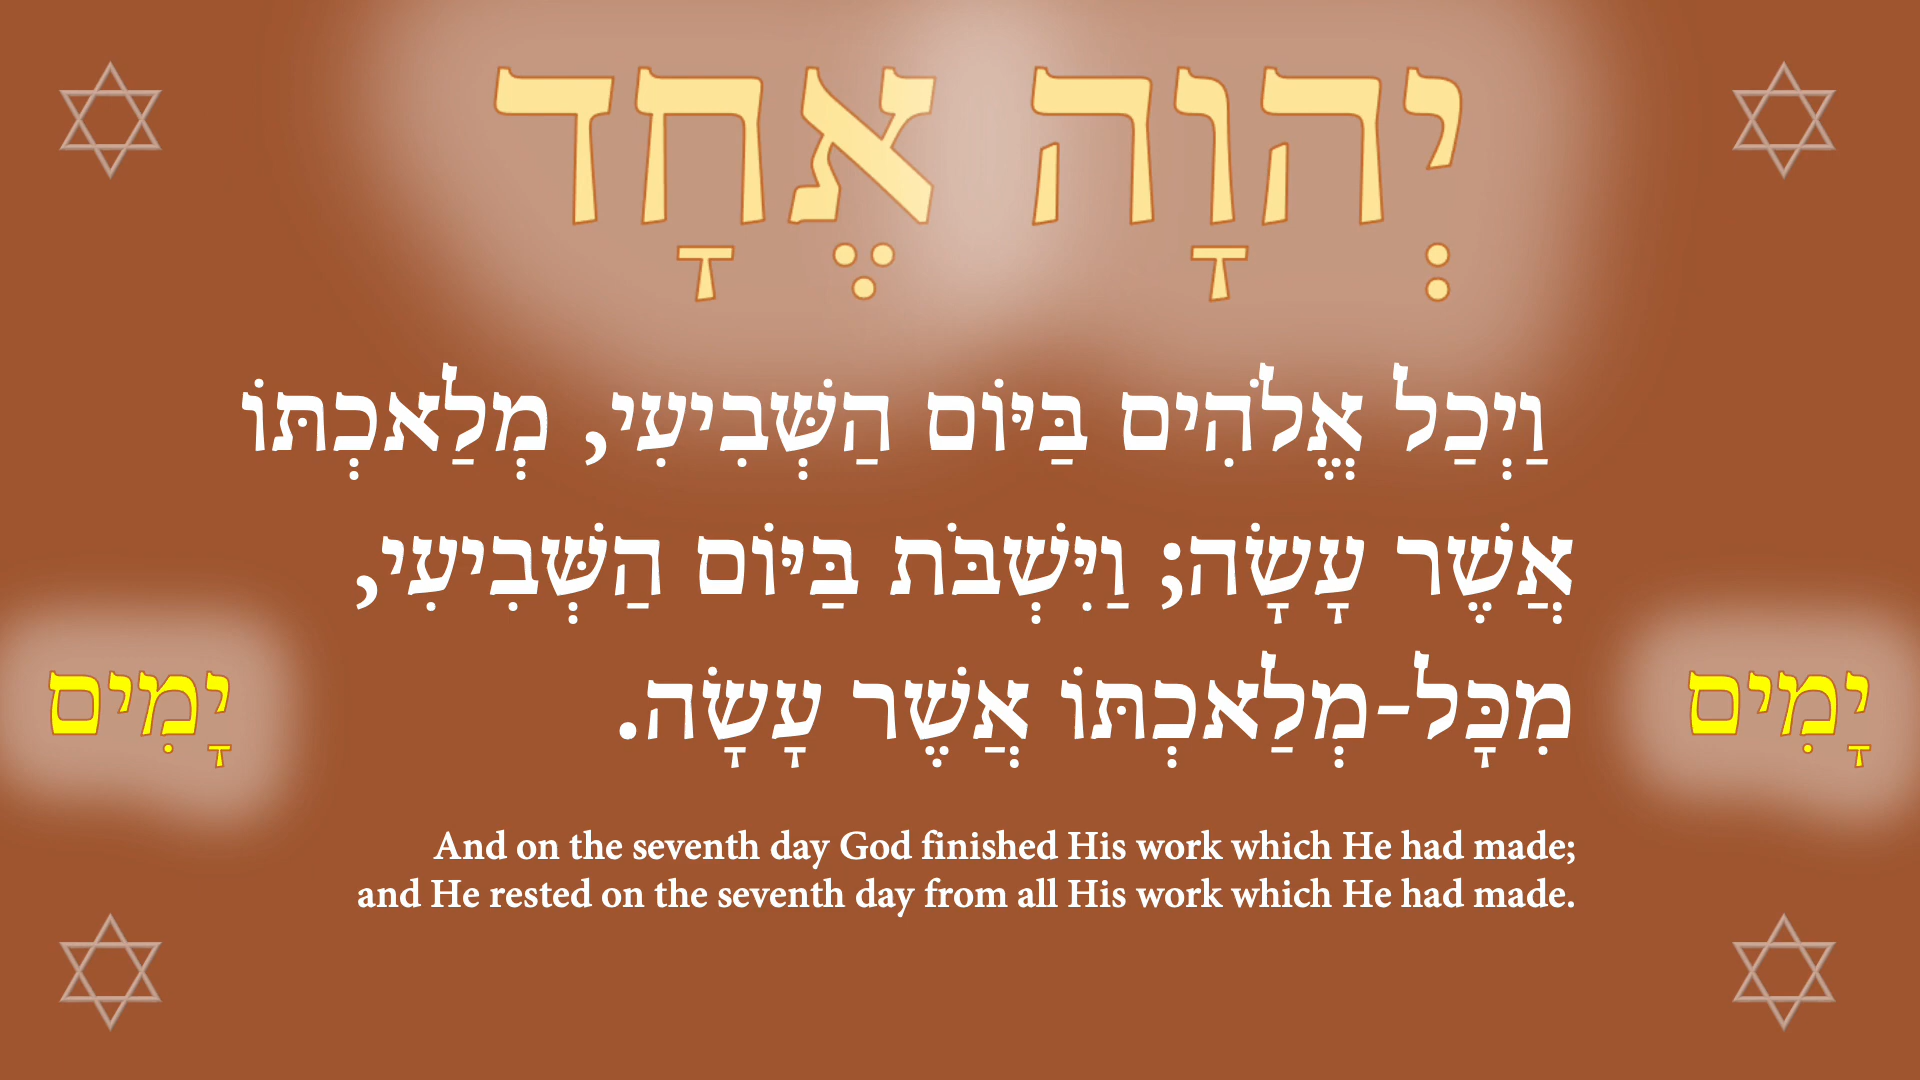 יְהוָה אֶחָד
וַיְכַל אֱלֹהִים בַּיּוֹם הַשְּׁבִיעִי, מְלַאכְתּוֹ
אֲשֶׁר עָשָׂה; וַיִּשְׁבֹּת בַּיּוֹם הַשְּׁבִיעִי,
מִכָּל-מְלַאכְתּוֹ אֲשֶׁר עָשָׂה.
יָמִים
יָמִים
And on the seventh day God finished His work which He had made;
and He rested on the seventh day from all His work which He had made.